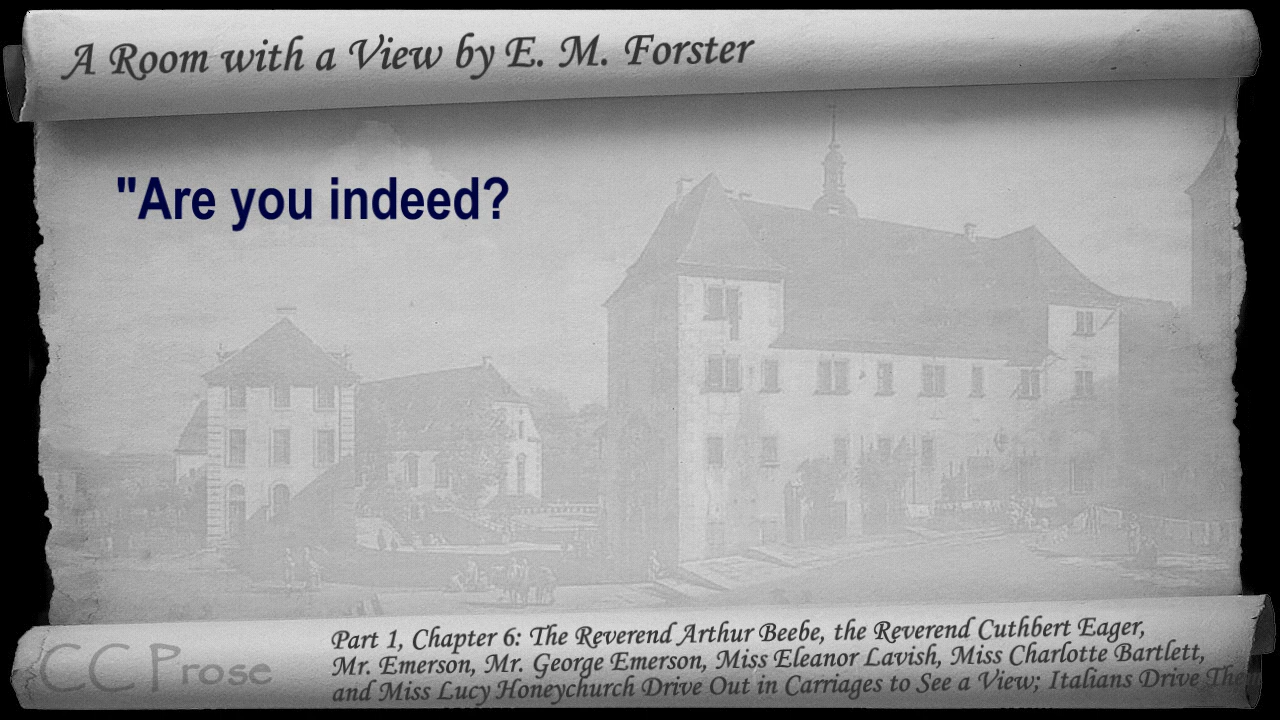 A Room with a View by E. M. Forster
"Are you indeed?
CC Prose
Part 1, Chapter 6: The Reverend Arthur Beebe, the Reverend Cuthbert Eager,
Mr. Emerson, Mr. George Emerson, Miss Eleanor Lavish, Miss Charlotte Bartlett,
and Miss Lucy Honeychurch Drive Out in Carriages to See a View; Italians Drive